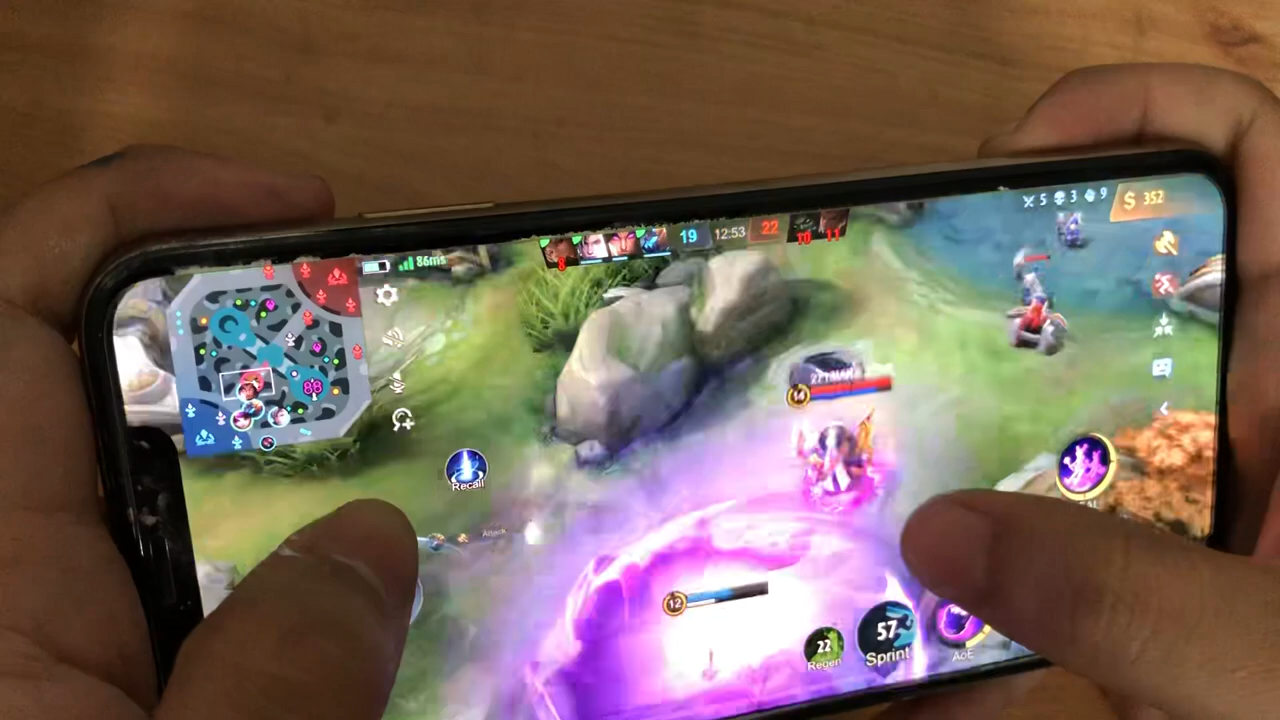 5 3 9 $ 352
86ms
8 19 12:53 22 10 11
14
Recall
Attack
12
22
Regen
57
Sprint
AoE